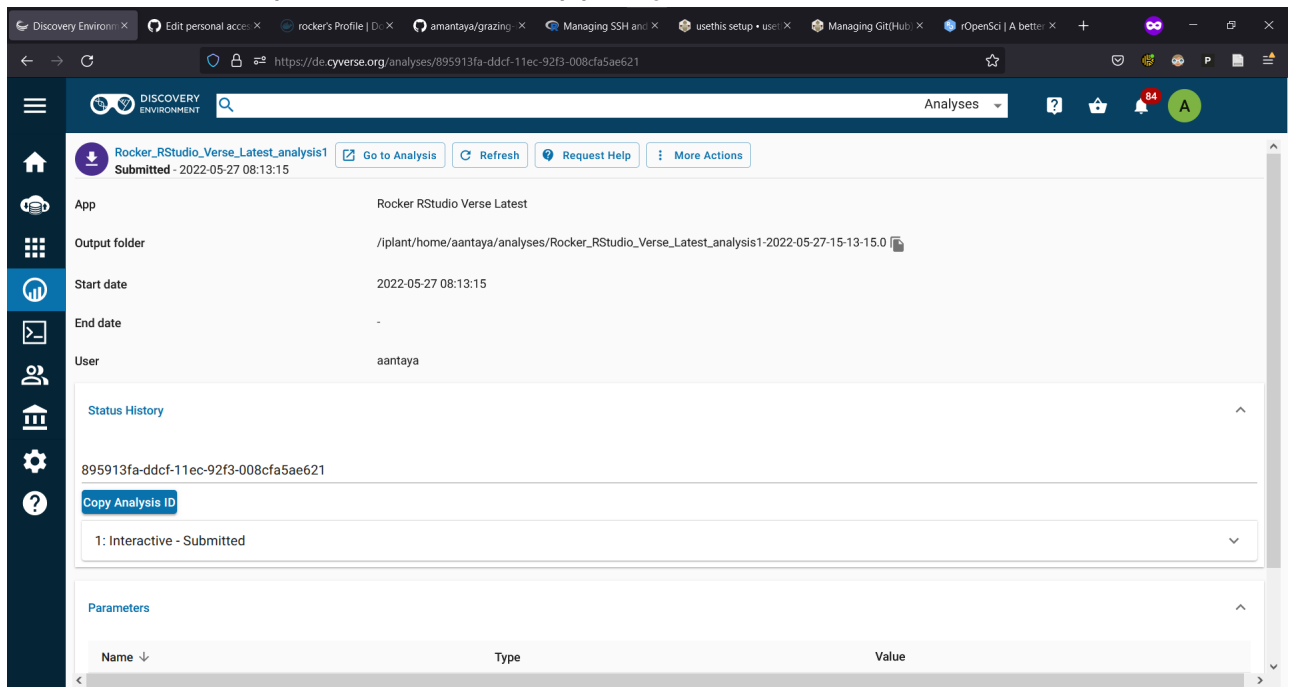 Discovery Environm
Edit personal acces
rocker's Profile | Do
amantaya/grazing-
Managing SSH and
usethis setup • uset
Managing Git(Hub)
rOpenSci | A better
https://de.cyverse.org/analyses/895913fa-ddcf-11ec-92f3-008cfa5ae621
P
DISCOVERY
ENVIRONMENT
Analyses
84
A
Rocker_RStudio_Verse_Latest_analysis1
Submitted - 2022-05-27 08:13:15
Go to Analysis
Refresh
Request Help
More Actions
App Rocker RStudio Verse Latest
Output folder /iplant/home/aantaya/analyses/Rocker_RStudio_Verse_Latest_analysis1-2022-05-27-15-13-15.0
Start date 2022-05-27 08:13:15
End date -
User aantaya
Status History
895913fa-ddcf-11ec-92f3-008cfa5ae621
Copy Analysis ID
1: Interactive - Submitted
Parameters
Name Type Value